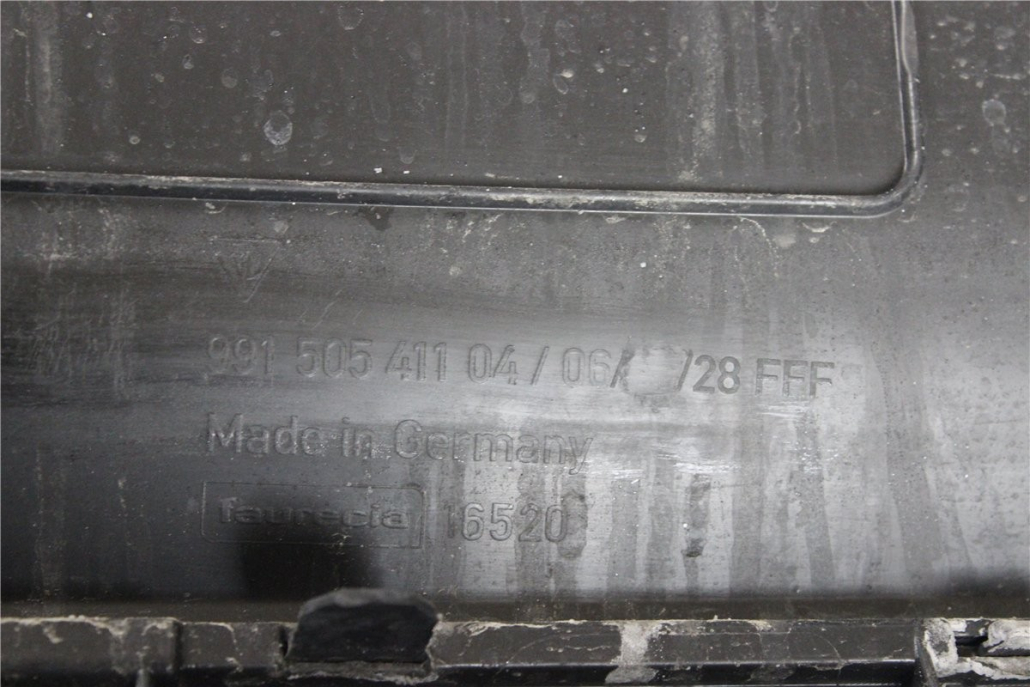 991 505 411 04 / 06/ /28 FFF
Made in Germany
faurecia 16520